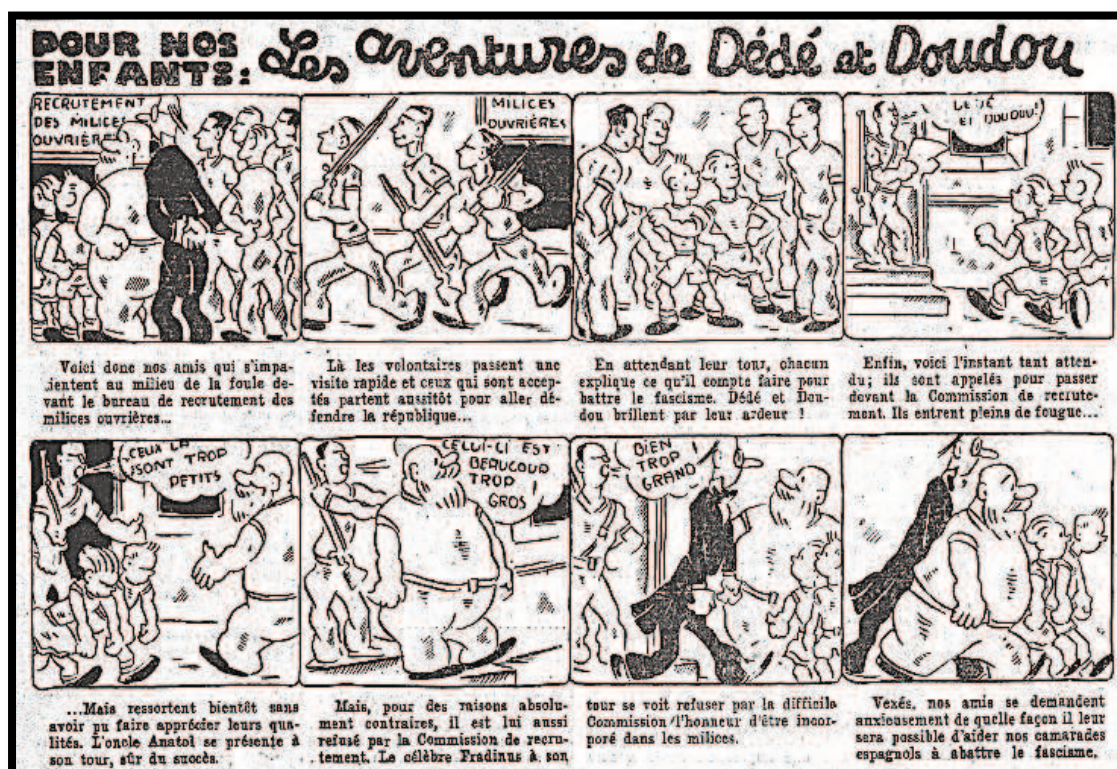 POUR NOS
ENFANTS:
Les aventures de Dédé et Doudou
RECRUTEMENT
DES MILICES
OUVRIÈRES
MILICES
OUVRIÈRES
DÉDÉ
ET DOUDOU!
Voici donc nos amis qui s'impa-
tientent au milieu de la foule de-
vant le bureau de recrutement des
milices ouvrières...
Là les volontaires passent une
visite rapide et ceux qui sont accep-
tés partent aussitôt pour aller dé-
fendre la république...
En attendant leur tour, chacun
explique ce qu'il compte faire pour
battre le fascisme. Dédé et Dou-
dou brillent par leur ardeur !
Enfin, voici l'instant tant atten-
du; ils sont appelés pour passer
devant la Commission de recrute-
ment. Ils entrent pleins de fougue...
CEUX LA
SONT TROP
PETITS
CELUI-CI EST
BEAUCOUP
TROP !
GROS
BIEN
TROP !
GRAND
...Mais ressortent bientôt sans
avoir pu faire apprécier leurs qua-
lités. L'oncle Anatol se présente à
son tour, sûr du succès.
Mais, pour des raisons absolu-
ment contraires, il est lui aussi
refusé par la Commission de recru-
tement. Le célèbre Fradinus à son
tour se voit refuser par la difficile
Commission l'honneur d'être incor-
poré dans les milices.
Vexés, nos amis se demandent
anxieusement de quelle façon il leur
sera possible d'aider nos camarades
espagnols à abattre le fascisme.